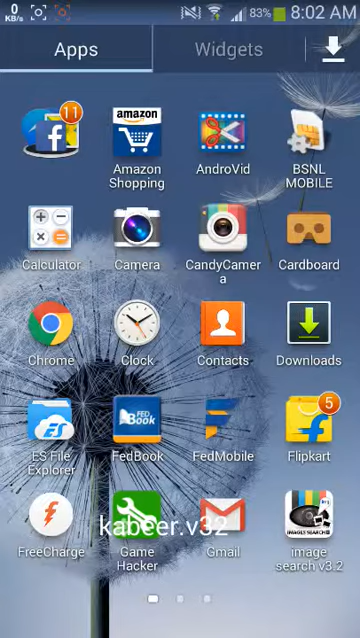 0
KB/s
83%
8:02 AM
Apps
Widgets
11
amazon
Amazon
Shopping
AndroVid
BSNL
MOBILE
Calculator
Camera
CandyCamer
a
Cardboard
Chrome
Clock
Contacts
Downloads
FED
BOOK
5
ES File
Explorer
FedBook
FedMobile
Flipkart
IMAGE SEARCH
kabeer.v32
FreeCharge
Game
Hacker
Gmail
image
search v3.2